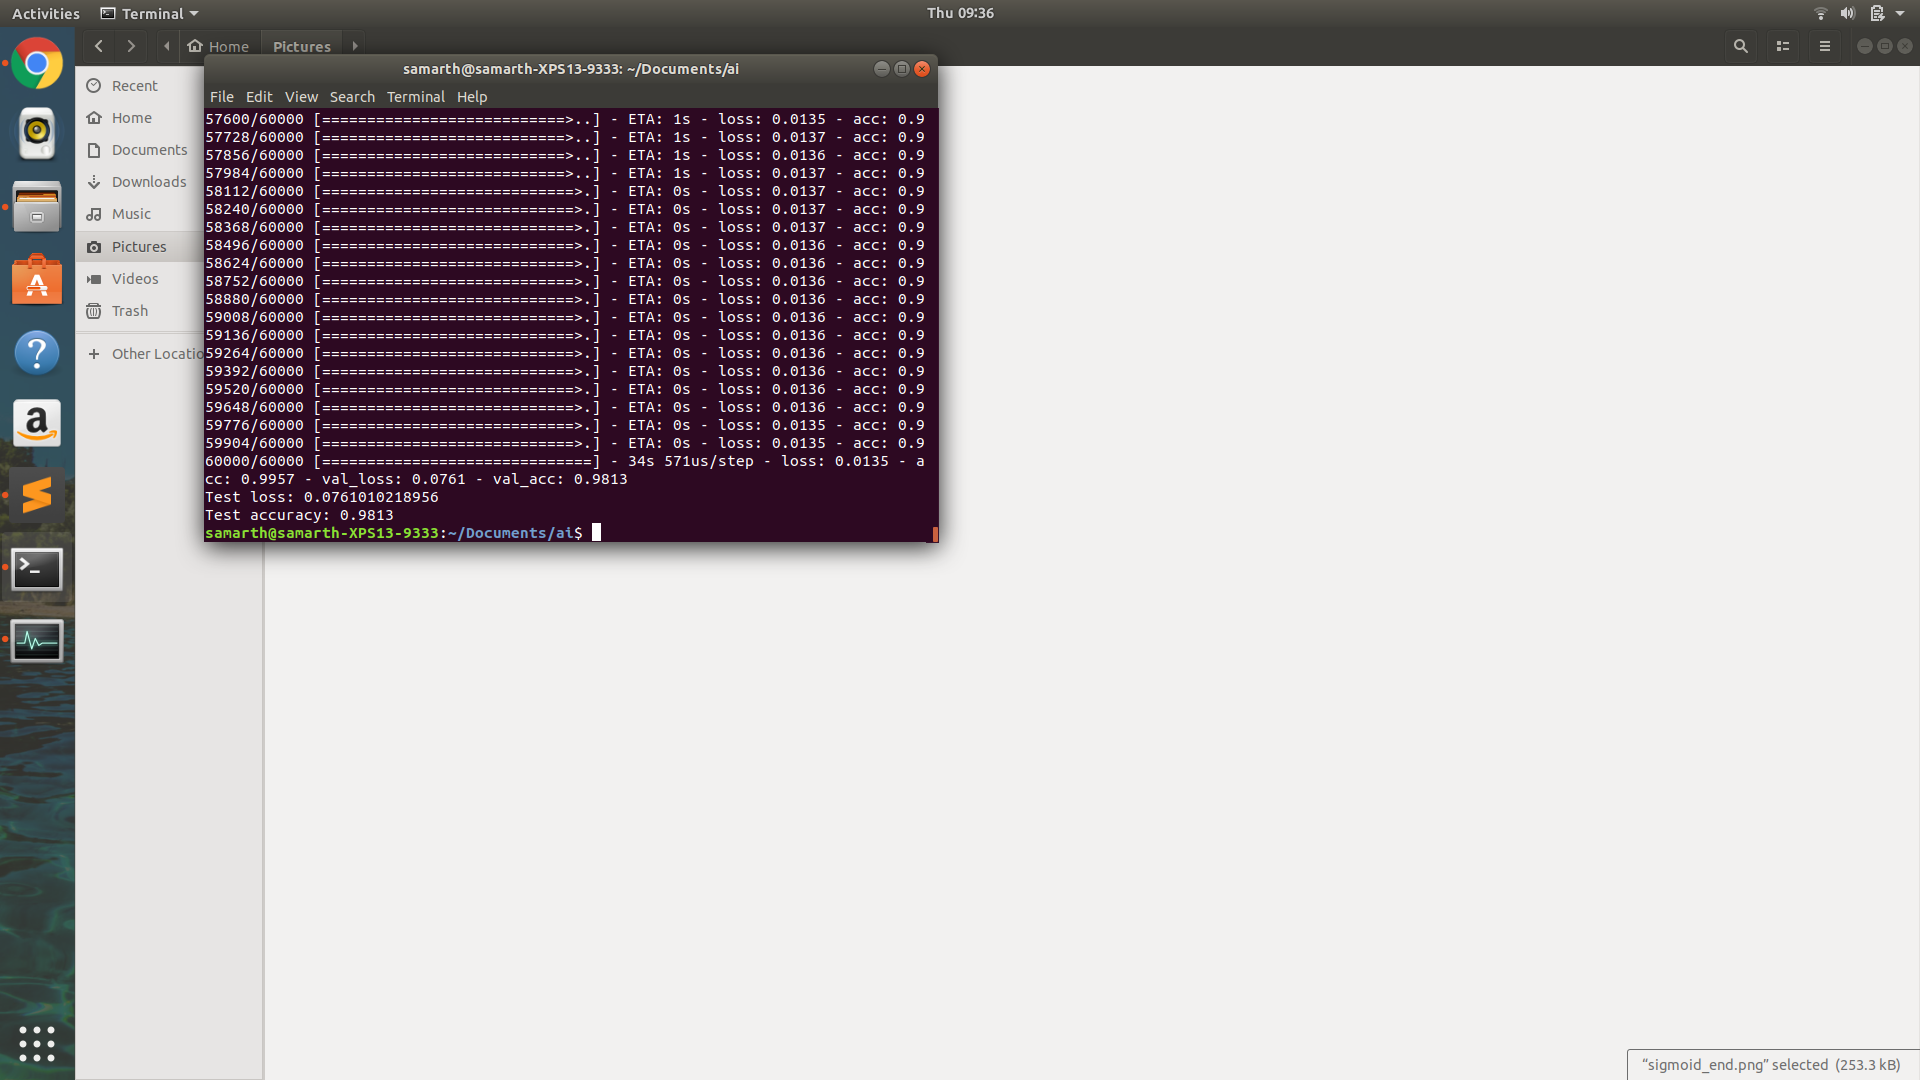 Activities
Terminal
Thu 09:36
Home
Pictures
samarth@samarth-XPS13-9333: ~/Documents/ai
File Edit View Search Terminal Help
Recent
Home
Documents
Downloads
Music
Pictures
Videos
Trash
Other Locatio
57600/60000 [===========================>..] - ETA: 1s - loss: 0.0135 - acc: 0.9
57728/60000 [===========================>..] - ETA: 1s - loss: 0.0137 - acc: 0.9
57856/60000 [===========================>..] - ETA: 1s - loss: 0.0136 - acc: 0.9
57984/60000 [===========================>..] - ETA: 1s - loss: 0.0137 - acc: 0.9
58112/60000 [============================>.] - ETA: 0s - loss: 0.0137 - acc: 0.9
58240/60000 [============================>.] - ETA: 0s - loss: 0.0137 - acc: 0.9
58368/60000 [============================>.] - ETA: 0s - loss: 0.0137 - acc: 0.9
58496/60000 [============================>.] - ETA: 0s - loss: 0.0136 - acc: 0.9
58624/60000 [============================>.] - ETA: 0s - loss: 0.0136 - acc: 0.9
58752/60000 [============================>.] - ETA: 0s - loss: 0.0136 - acc: 0.9
58880/60000 [============================>.] - ETA: 0s - loss: 0.0136 - acc: 0.9
59008/60000 [============================>.] - ETA: 0s - loss: 0.0136 - acc: 0.9
59136/60000 [============================>.] - ETA: 0s - loss: 0.0136 - acc: 0.9
59264/60000 [============================>.] - ETA: 0s - loss: 0.0136 - acc: 0.9
59392/60000 [============================>.] - ETA: 0s - loss: 0.0136 - acc: 0.9
59520/60000 [============================>.] - ETA: 0s - loss: 0.0136 - acc: 0.9
59648/60000 [============================>.] - ETA: 0s - loss: 0.0136 - acc: 0.9
59776/60000 [============================>.] - ETA: 0s - loss: 0.0135 - acc: 0.9
59904/60000 [============================>.] - ETA: 0s - loss: 0.0135 - acc: 0.9
60000/60000 [==============================] - 34s 571us/step - loss: 0.0135 - a
cc: 0.9957 - val_loss: 0.0761 - val_acc: 0.9813
Test loss: 0.0761010218956
Test accuracy: 0.9813
samarth@samarth-XPS13-9333:~/Documents/ai$
“sigmoid_end.png” selected (253.3 kB)